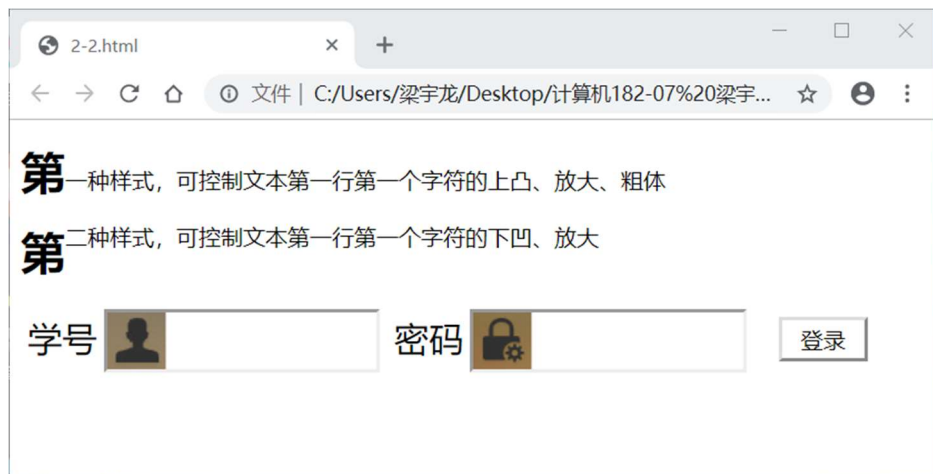 2-2.html
文件 | C:/Users/梁宇龙/Desktop/计算机182-07%20梁宇...
第一种样式，可控制文本第一行第一个字符的上凸、放大、粗体
第二种样式，可控制文本第一行第一个字符的下凹、放大
学号 密码 登录